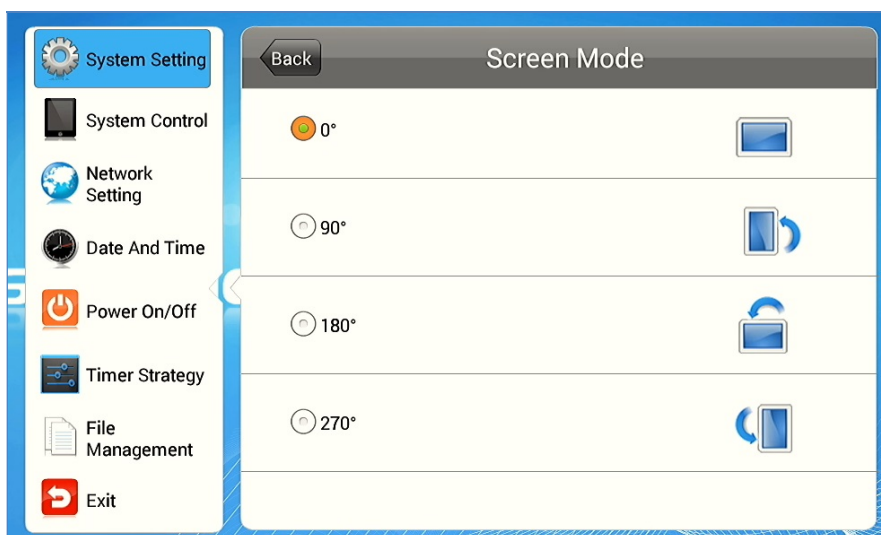 System Setting
System Control
Network
Setting
Date And Time
Power On/Off
Timer Strategy
File
Management
Exit
Back
Screen Mode
0°
90°
180°
270°